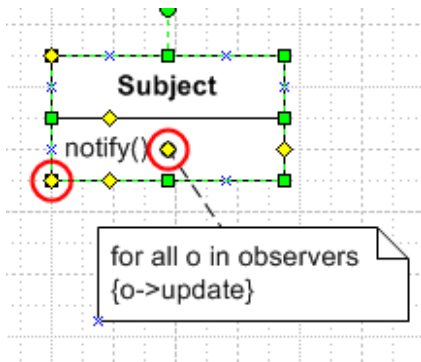 Subject
notify()
for all o in observers
{o->update}